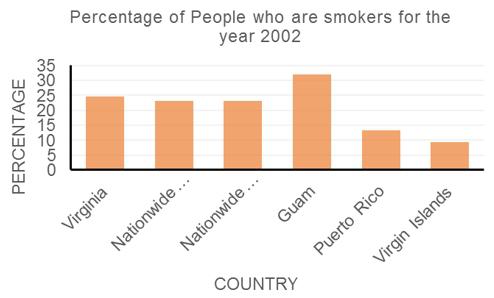 Percentage of People who are smokers for the
year 2002
PERCENTAGE
35
30
25
20
15
10
5
0
Virginia
Nationwide...
Nationwide...
Guam
Puerto Rico
Virgin Islands
COUNTRY